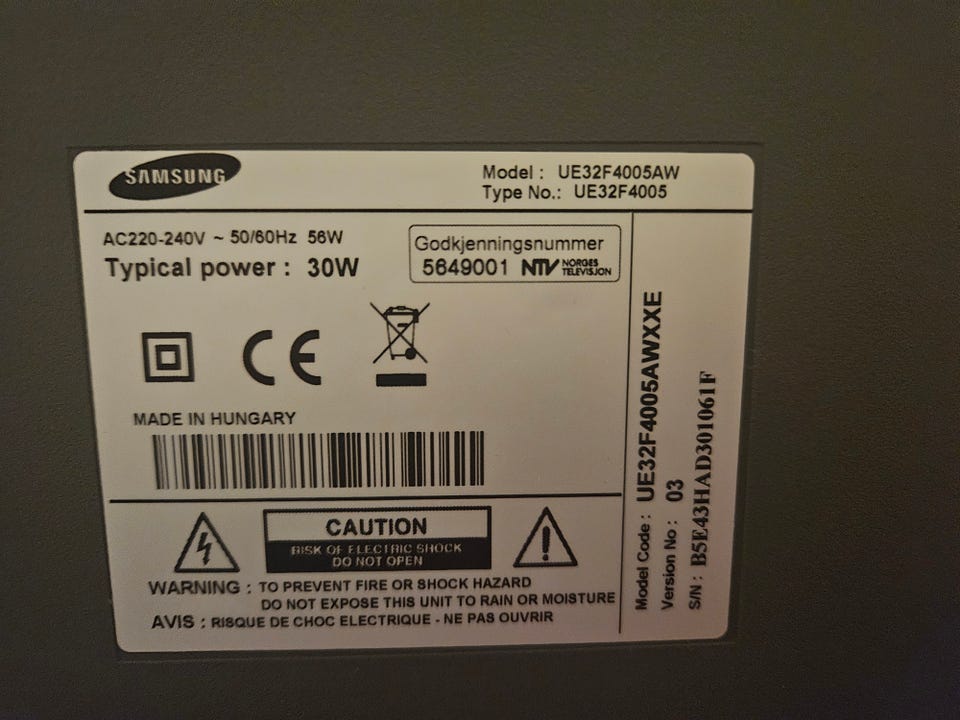 SAMSUNG
Model : UE32F4005AW
Type No.: UE32F4005
AC220-240V ~ 50/60Hz 56W
Typical power : 30W
Godkjenningsnummer
5649001 NTV NORGES TELEVISJON
CE
MADE IN HUNGARY
CAUTION
RISK OF ELECTRIC SHOCK
DO NOT OPEN
WARNING : TO PREVENT FIRE OR SHOCK HAZARD
DO NOT EXPOSE THIS UNIT TO RAIN OR MOISTURE
AVIS : RISQUE DE CHOC ELECTRIQUE - NE PAS OUVRIR
Model Code : UE32F4005AWXXE
Version No : 03
S/N : B5E43HAD301061F